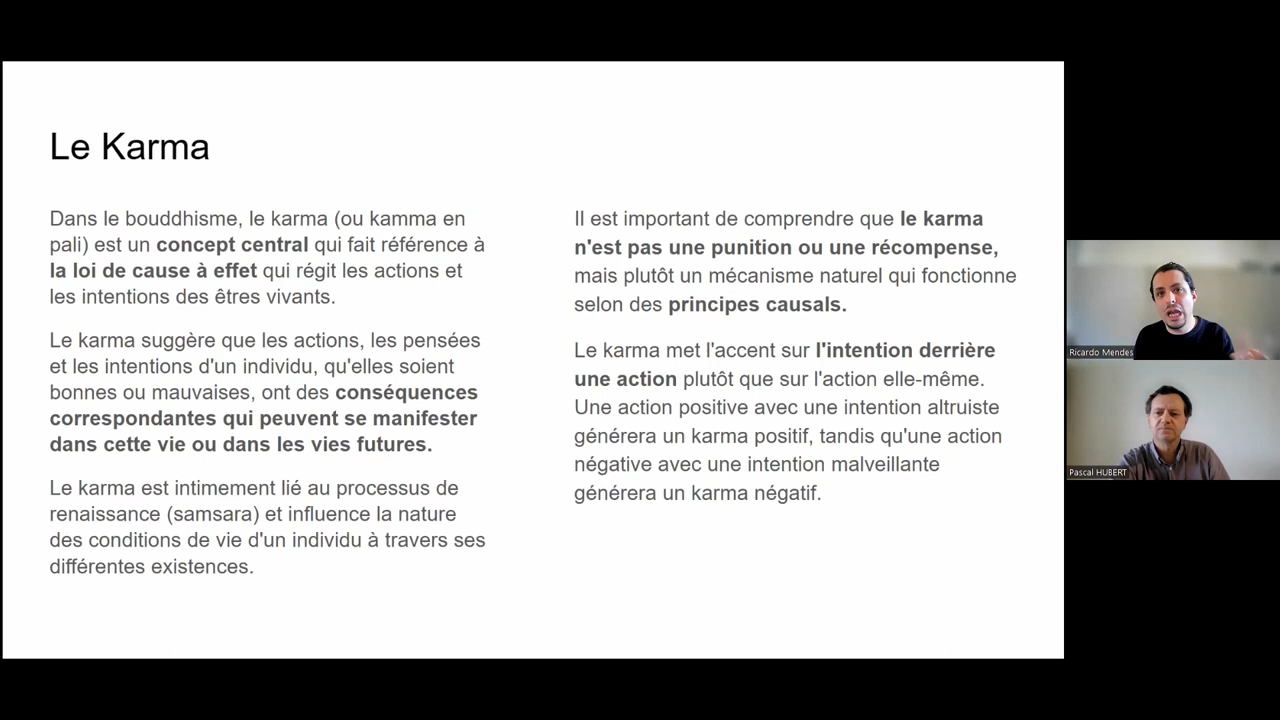 Le Karma
Dans le bouddhisme, le karma (ou kamma en
pali) est un concept central qui fait référence à
la loi de cause à effet qui régit les actions et
les intentions des êtres vivants.
Le karma suggère que les actions, les pensées
et les intentions d'un individu, qu'elles soient
bonnes ou mauvaises, ont des conséquences
correspondantes qui peuvent se manifester
dans cette vie ou dans les vies futures.
Le karma est intimement lié au processus de
renaissance (samsara) et influence la nature
des conditions de vie d'un individu à travers ses
différentes existences.
Il est important de comprendre que le karma
n'est pas une punition ou une récompense,
mais plutôt un mécanisme naturel qui fonctionne
selon des principes causals.
Le karma met l'accent sur l'intention derrière
une action plutôt que sur l'action elle-même.
Une action positive avec une intention altruiste
générera un karma positif, tandis qu'une action
négative avec une intention malveillante
générera un karma négatif.
Ricardo Mendes
Pascal HUBERT